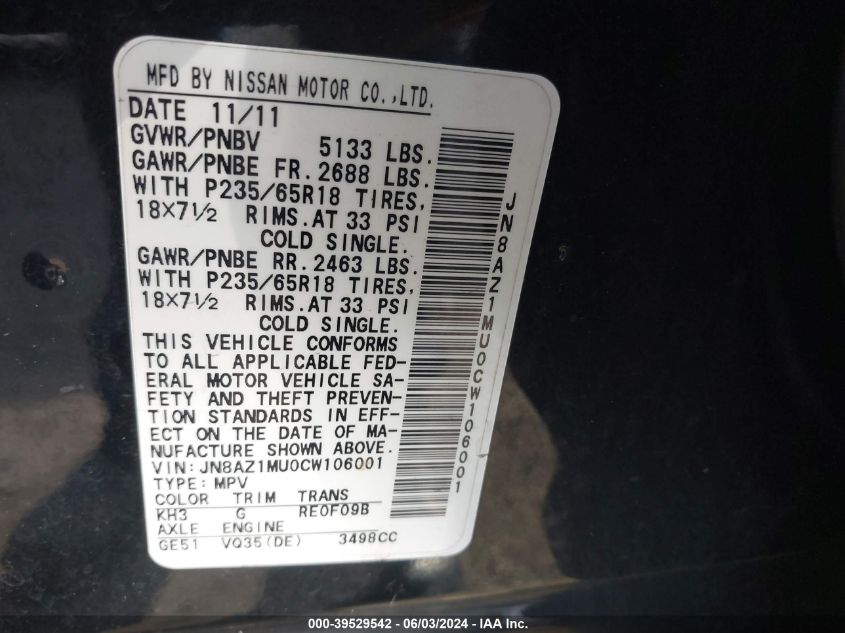 MFD BY NISSAN MOTOR CO.,LTD.
DATE 11/11
GVWR/PNBV 5133 LBS.
GAWR/PNBE FR. 2688 LBS.
WITH P235/65R18 TIRES,
18X7½ RIMS.AT 33 PSI
COLD SINGLE.
GAWR/PNBE RR. 2463 LBS.
WITH P235/65R18 TIRES,
18X7½ RIMS.AT 33 PSI
COLD SINGLE.
THIS VEHICLE CONFORMS
TO ALL APPLICABLE FED-
ERAL MOTOR VEHICLE SA-
FETY AND THEFT PREVEN-
TION STANDARDS IN EFF-
ECT ON THE DATE OF MA-
NUFACTURE SHOWN ABOVE.
VIN: JN8AZ1MU0CW106001
TYPE: MPV
COLOR TRIM TRANS
KH3 G RE0F09B
AXLE ENGINE
GE51 VQ35(DE) 3498CC
JN8AZ1MU0CW106001
000-39529542 - 06/03/2024 - IAA Inc.